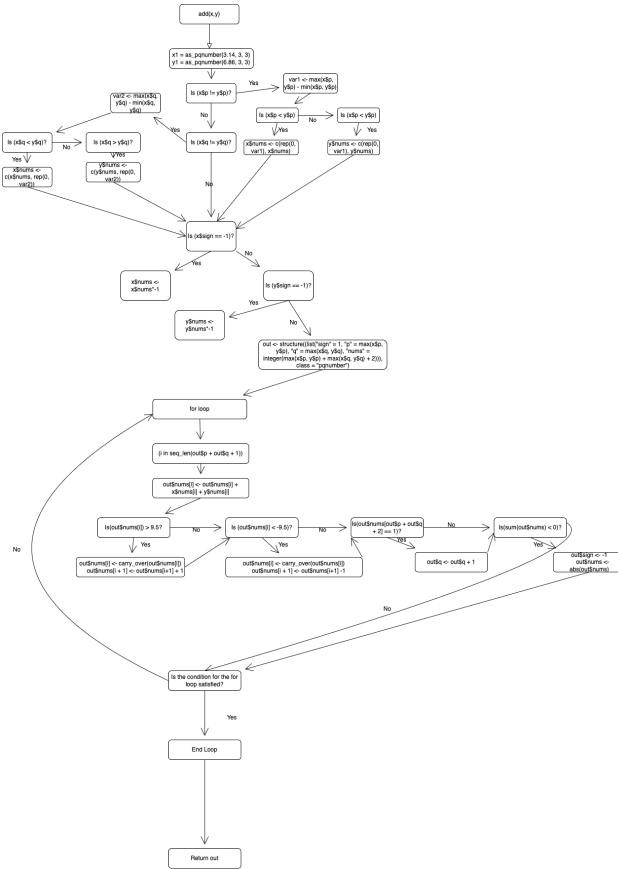 add(x,y)
x1 = as_pqnumber(3.14, 3, 3)
y1 = as_pqnumber(6.86, 3, 3)
Is (x$p != y$p)?
Yes
var1 <- max(x$p,
y$p) - min(x$p, y$p)
No
Is (x$p < y$p)
No
Is (x$p < y$p)
Yes
x$nums <- c(rep(0,
var1), x$nums)
Yes
y$nums <- c(rep(0,
var1), y$nums)
Is (x$q != y$q)?
Yes
var2 <- max(x$q,
y$q) - min(x$q,
y$q)
Is (x$q < y$q)?
No
Is (x$q > y$q)?
Yes
x$nums <-
c(x$nums, rep(0,
var2))
Yes
y$nums <-
c(y$nums, rep(0,
var2))
No
Is (x$sign == -1)?
Yes
x$nums <-
x$nums*-1
No
Is (y$sign == -1)?
Yes
y$nums <-
y$nums*-1
No
out <- structure((list("sign" = 1, "p" = max(x$p,
y$p), "q" = max(x$q, y$q), "nums" =
integer(max(x$p, y$p) + max(x$q, y$q) + 2))),
class = "pqnumber")
for loop
(i in seq_len(out$p + out$q + 1))
out$nums[i] <- out$nums[i] +
x$nums[i] + y$nums[i]
Is(out$nums[i]) > 9.5?
No
Is (out$nums[i] < -9.5)?
No
Is(out$nums[out$p + out$q
+ 2] == 1)?
No
Is(sum(out$nums) < 0)?
Yes
out$nums[i] <- carry_over(out$nums[i])
out$nums[i + 1] <- out$nums[i+1] + 1
Yes
out$nums[i] <- carry_over(out$nums[i])
out$nums[i + 1] <- out$nums[i+1] -1
Yes
out$q <- out$q + 1
Yes
out$sign <- -1
out$nums <-
abs(out$nums)
No
No
Is the condition for the for
loop satisfied?
Yes
End Loop
Return out